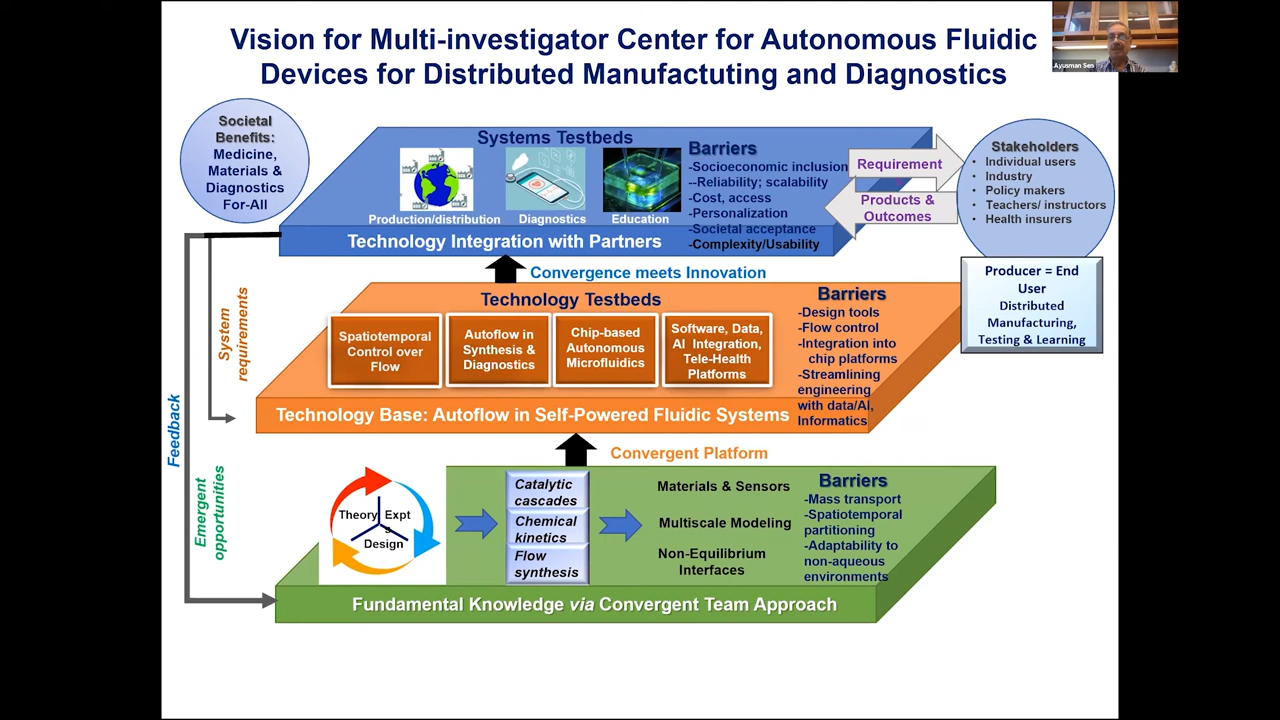 Vision for Multi-investigator Center for Autonomous Fluidic
Devices for Distributed Manufactuting and Diagnostics
Ayusman Sen
Societal
Benefits:
Medicine,
Materials &
Diagnostics
For-All
Systems Testbeds
Production/distribution
Diagnostics
Education
Barriers
-Socioeconomic inclusion
--Reliability; scalability
-Cost, access
-Personalization
-Societal acceptance
-Complexity/Usability
Technology Integration with Partners
Requirement
Products &
Outcomes
Stakeholders
• Individual users
• Industry
• Policy makers
• Teachers/ instructors
• Health insurers
Producer = End
User
Distributed
Manufacturing,
Testing & Learning
Convergence meets Innovation
Technology Testbeds
Spatiotemporal
Control over
Flow
Autoflow in
Synthesis &
Diagnostics
Chip-based
Autonomous
Microfluidics
Software, Data,
AI Integration,
Tele-Health
Platforms
Barriers
-Design tools
-Flow control
-Integration into
chip platforms
-Streamlining
engineering
with data/AI,
Informatics
Technology Base: Autoflow in Self-Powered Fluidic Systems
System
requirements
Feedback
Emergent
opportunities
Convergent Platform
Theory
Expt
s
Design
Catalytic
cascades
Chemical
kinetics
Flow
synthesis
Materials & Sensors
Multiscale Modeling
Non-Equilibrium
Interfaces
Barriers
-Mass transport
-Spatiotemporal
partitioning
-Adaptability to
non-aqueous
environments
Fundamental Knowledge via Convergent Team Approach